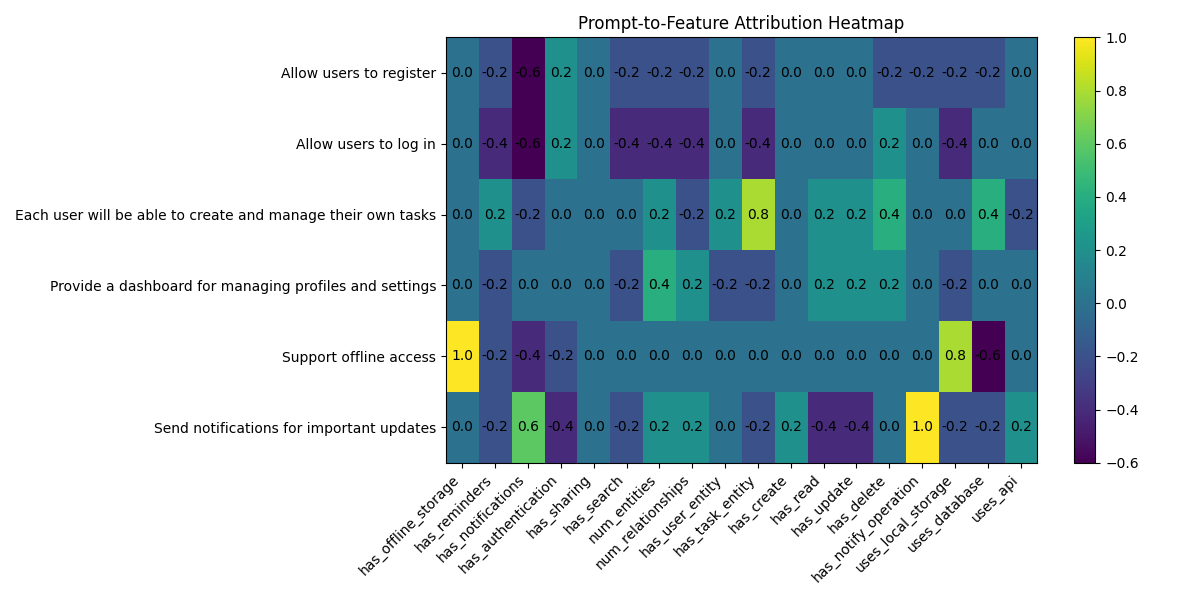 Prompt-to-Feature Attribution Heatmap
Allow users to register 0.0 -0.2 -0.6 0.2 0.0 -0.2 -0.2 -0.2 0.0 -0.2 0.0 0.0 0.0 -0.2 -0.2 -0.2 -0.2 0.0
Allow users to log in 0.0 -0.4 -0.6 0.2 0.0 -0.4 -0.4 -0.4 0.0 -0.4 0.0 0.0 0.0 0.2 0.0 -0.4 0.0 0.0
Each user will be able to create and manage their own tasks 0.0 0.2 -0.2 0.0 0.0 0.0 0.2 -0.2 0.2 0.8 0.0 0.2 0.2 0.4 0.0 0.0 0.4 -0.2
Provide a dashboard for managing profiles and settings 0.0 -0.2 0.0 0.0 0.0 -0.2 0.4 0.2 -0.2 -0.2 0.0 0.2 0.2 0.2 0.0 -0.2 0.0 0.0
Support offline access 1.0 -0.2 -0.4 -0.2 0.0 0.0 0.0 0.0 0.0 0.0 0.0 0.0 0.0 0.0 0.0 0.8 -0.6 0.0
Send notifications for important updates 0.0 -0.2 0.6 -0.4 0.0 -0.2 0.2 0.2 0.0 -0.2 0.2 -0.4 -0.4 0.0 1.0 -0.2 -0.2 0.2
has_offline_storage
has_reminders
has_notifications
has_authentication
has_sharing
has_search
num_entities
num_relationships
has_user_entity
has_task_entity
has_create
has_read
has_update
has_delete
has_notify_operation
uses_local_storage
uses_database
uses_api
1.0
0.8
0.6
0.4
0.2
0.0
−0.2
−0.4
−0.6